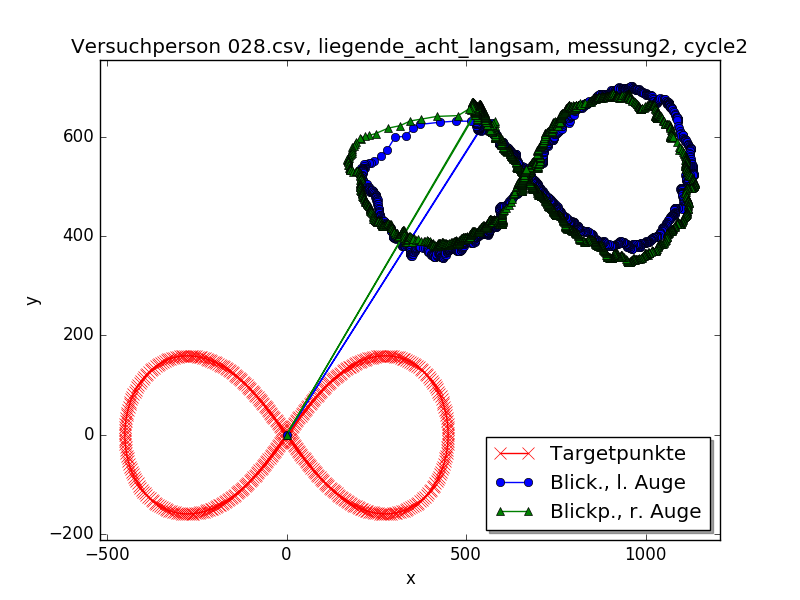 Versuchperson 028.csv, liegende_acht_langsam, messung2, cycle2
y
600
400
200
0
−200
−500
0
500
1000
x
Targetpunkte
Blick., l. Auge
Blickp., r. Auge